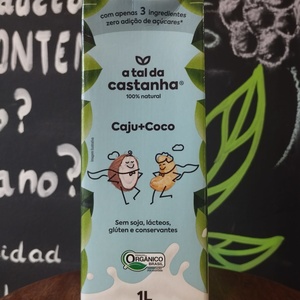 com apenas 3 ingredientes
zero adição de açúcares*
a tal da
castanha®
100% natural
Caju+Coco
Sem soja, lácteos,
glúten e conservantes
ORGÂNICO
BRASIL
1L
ano?
idad